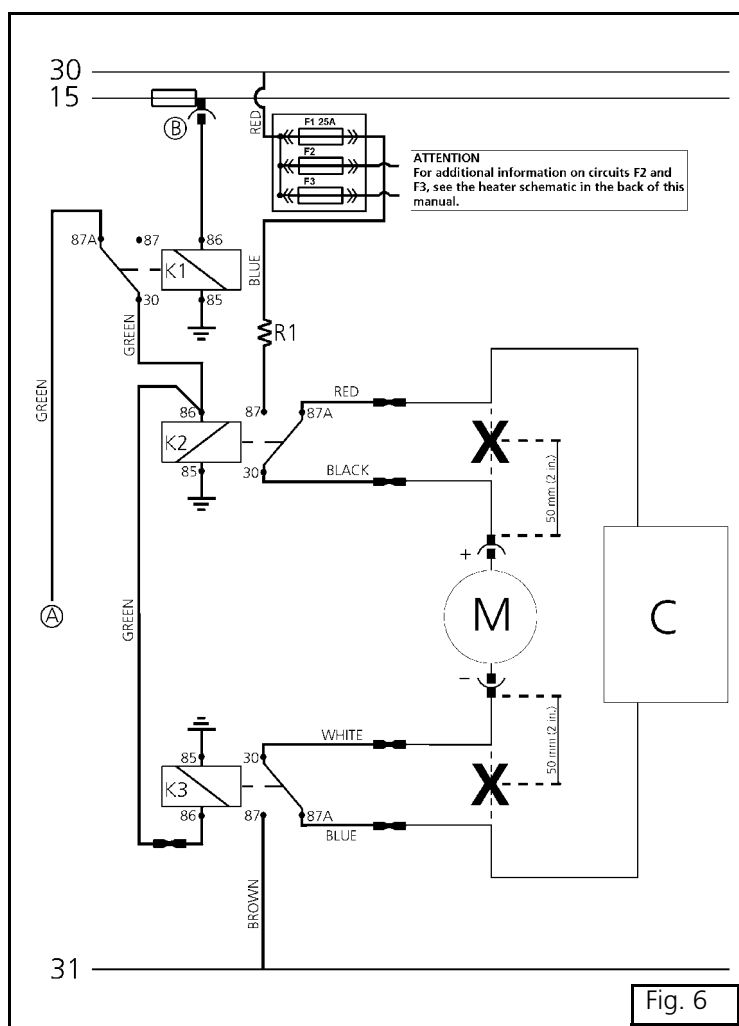 30
15
B
RED
F1 25A
F2
F3
ATTENTION
For additional information on circuits F2 and
F3, see the heater schematic in the back of this
manual.
87A
87
86
K1
30
85
BLUE
GREEN
R1
GREEN
RED
86
87
87A
K2
85
30
BLACK
X
50 mm (2 in.)
+
M
C
A
GREEN
-
WHITE
85
30
K3
X
50 mm (2 in.)
86
87
87A
BLUE
BROWN
31
Fig. 6